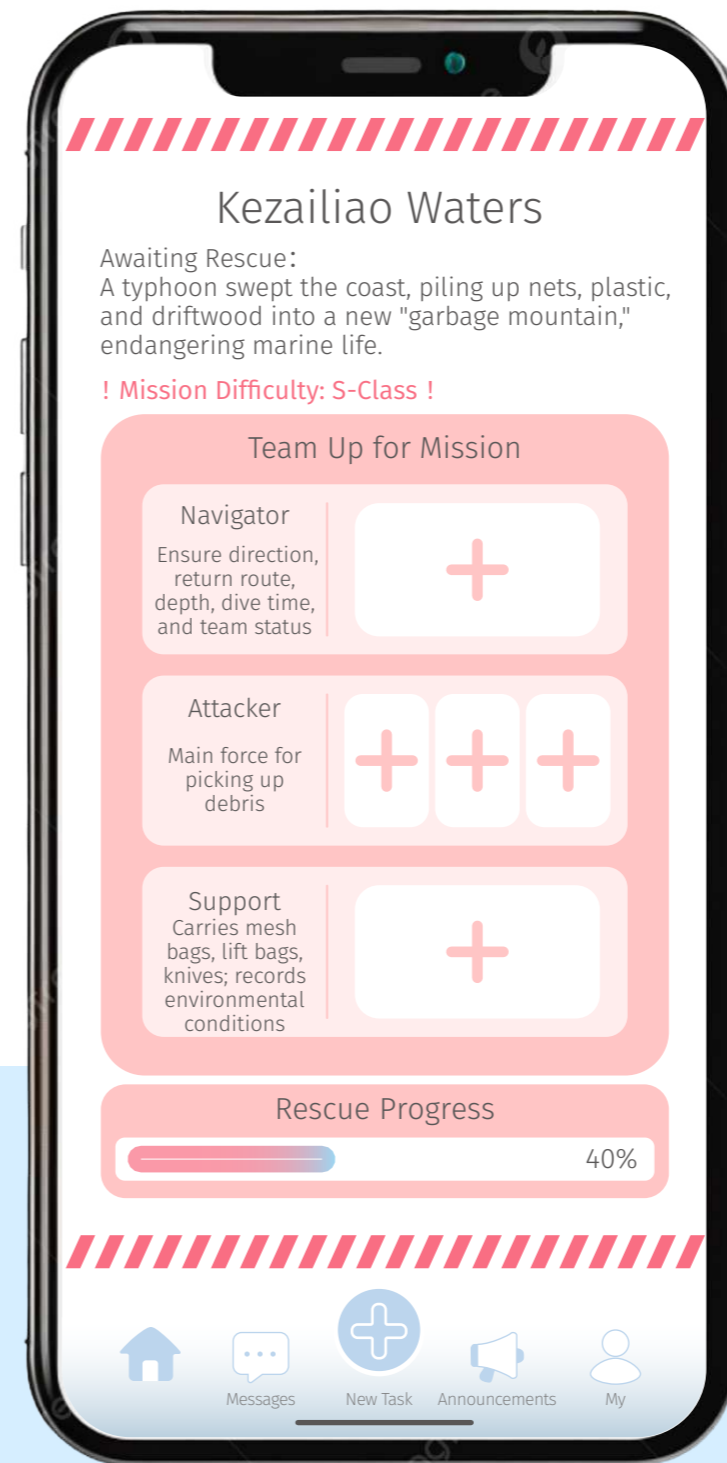 Kezailiao Waters
Awaiting Rescue：
A typhoon swept the coast, piling up nets, plastic,
and driftwood into a new "garbage mountain,"
endangering marine life.
! Mission Difficulty: S-Class !
Team Up for Mission
Navigator
Ensure direction,
return route,
depth, dive time,
and team status
Attacker
Main force for
picking up
debris
Support
Carries mesh
bags, lift bags,
knives; records
environmental
conditions
Rescue Progress
40%
Messages
New Task
Announcements
My